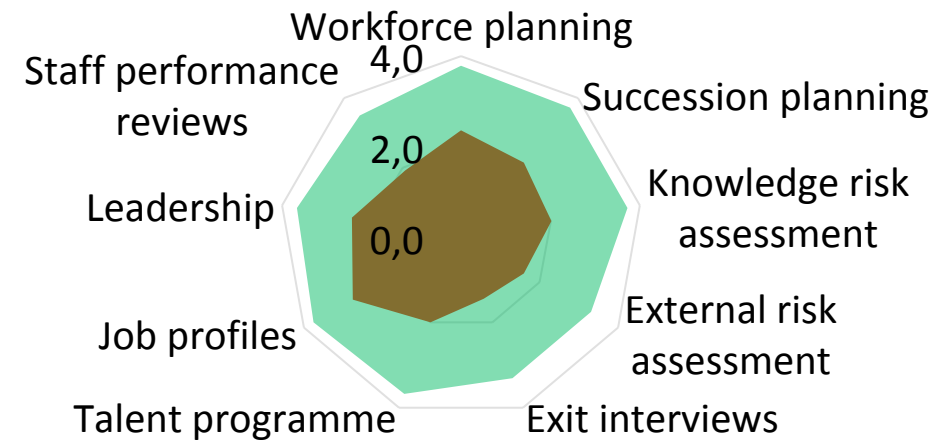 Workforce planning
4,0
Staff performance
reviews
Succession planning
2,0
Knowledge risk
assessment
Leadership
0,0
External risk
assessment
Job profiles
Talent programme
Exit interviews